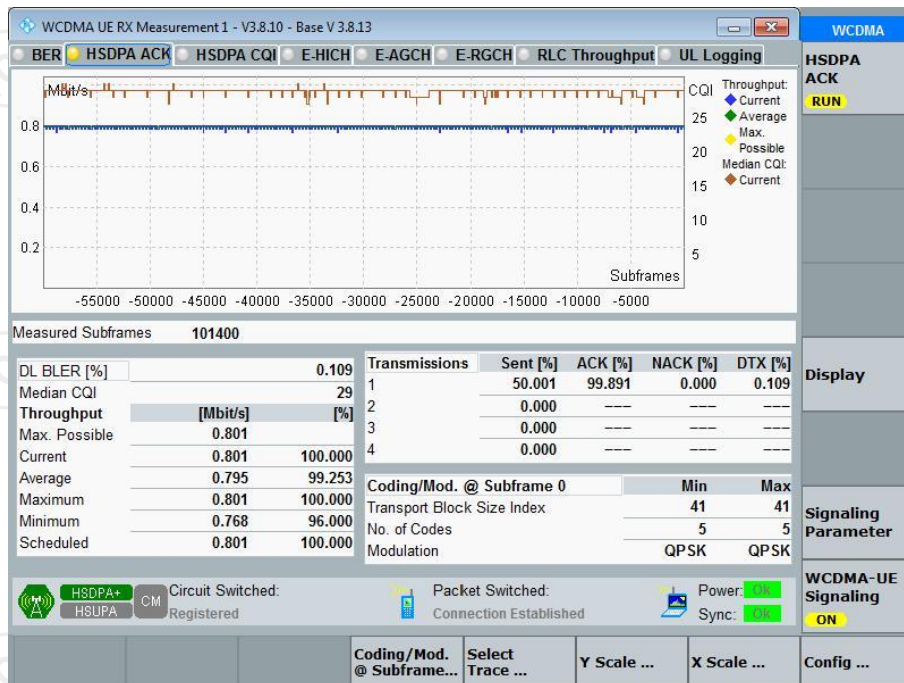 WCDMA UE RX Measurement 1 - V3.8.10 - Base V 3.8.13
WCDMA
BER HSDPA ACK HSDPA CQI E-HICH E-AGCH E-RGCH RLC Throughput UL Logging
HSDPA
ACK
RUN
Mbit/s
CQI
Throughput:
Current
Average
Max.
Possible
Median CQI:
Current
0.8
0.6
0.4
0.2
25
20
15
10
5
Subframes
-55000 -50000 -45000 -40000 -35000 -30000 -25000 -20000 -15000 -10000 -5000
Measured Subframes 101400
DL BLER [%] 0.109
Median CQI 29
Throughput [Mbit/s] [%]
Max. Possible 0.801
Current 0.801 100.000
Average 0.795 99.253
Maximum 0.801 100.000
Minimum 0.768 96.000
Scheduled 0.801 100.000
Transmissions Sent [%] ACK [%] NACK [%] DTX [%]
1 50.001 99.891 0.000 0.109
2 0.000 --- --- ---
3 0.000 --- --- ---
4 0.000 --- --- ---
Coding/Mod. @ Subframe 0 Min Max
Transport Block Size Index 41 41
No. of Codes 5 5
Modulation QPSK QPSK
Display
Signaling
Parameter
WCDMA-UE
Signaling
ON
HSDPA+
HSUPA
CM
Circuit Switched:
Registered
Packet Switched:
Connection Established
Power: Ok
Sync: Ok
Coding/Mod.
@ Subframe...
Select
Trace ...
Y Scale ...
X Scale ...
Config ...